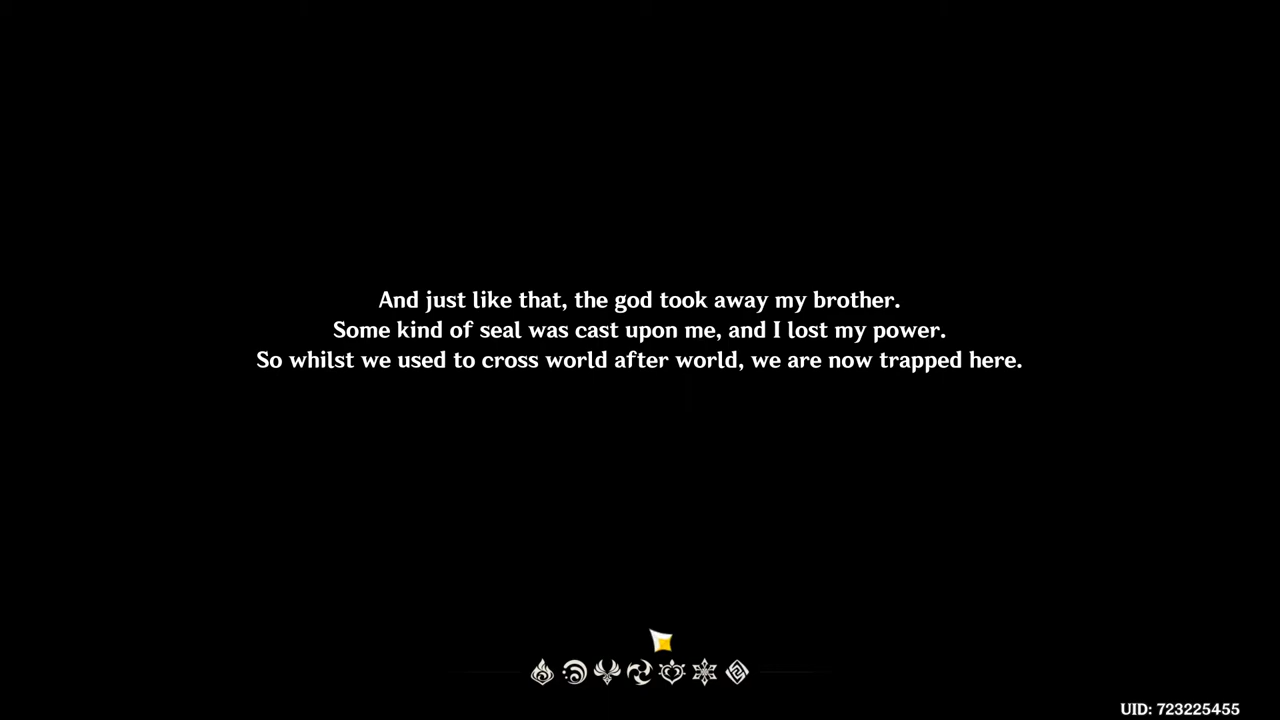 And just like that, the god took away my brother.
Some kind of seal was cast upon me, and I lost my power.
So whilst we used to cross world after world, we are now trapped here.
UID: 723225455